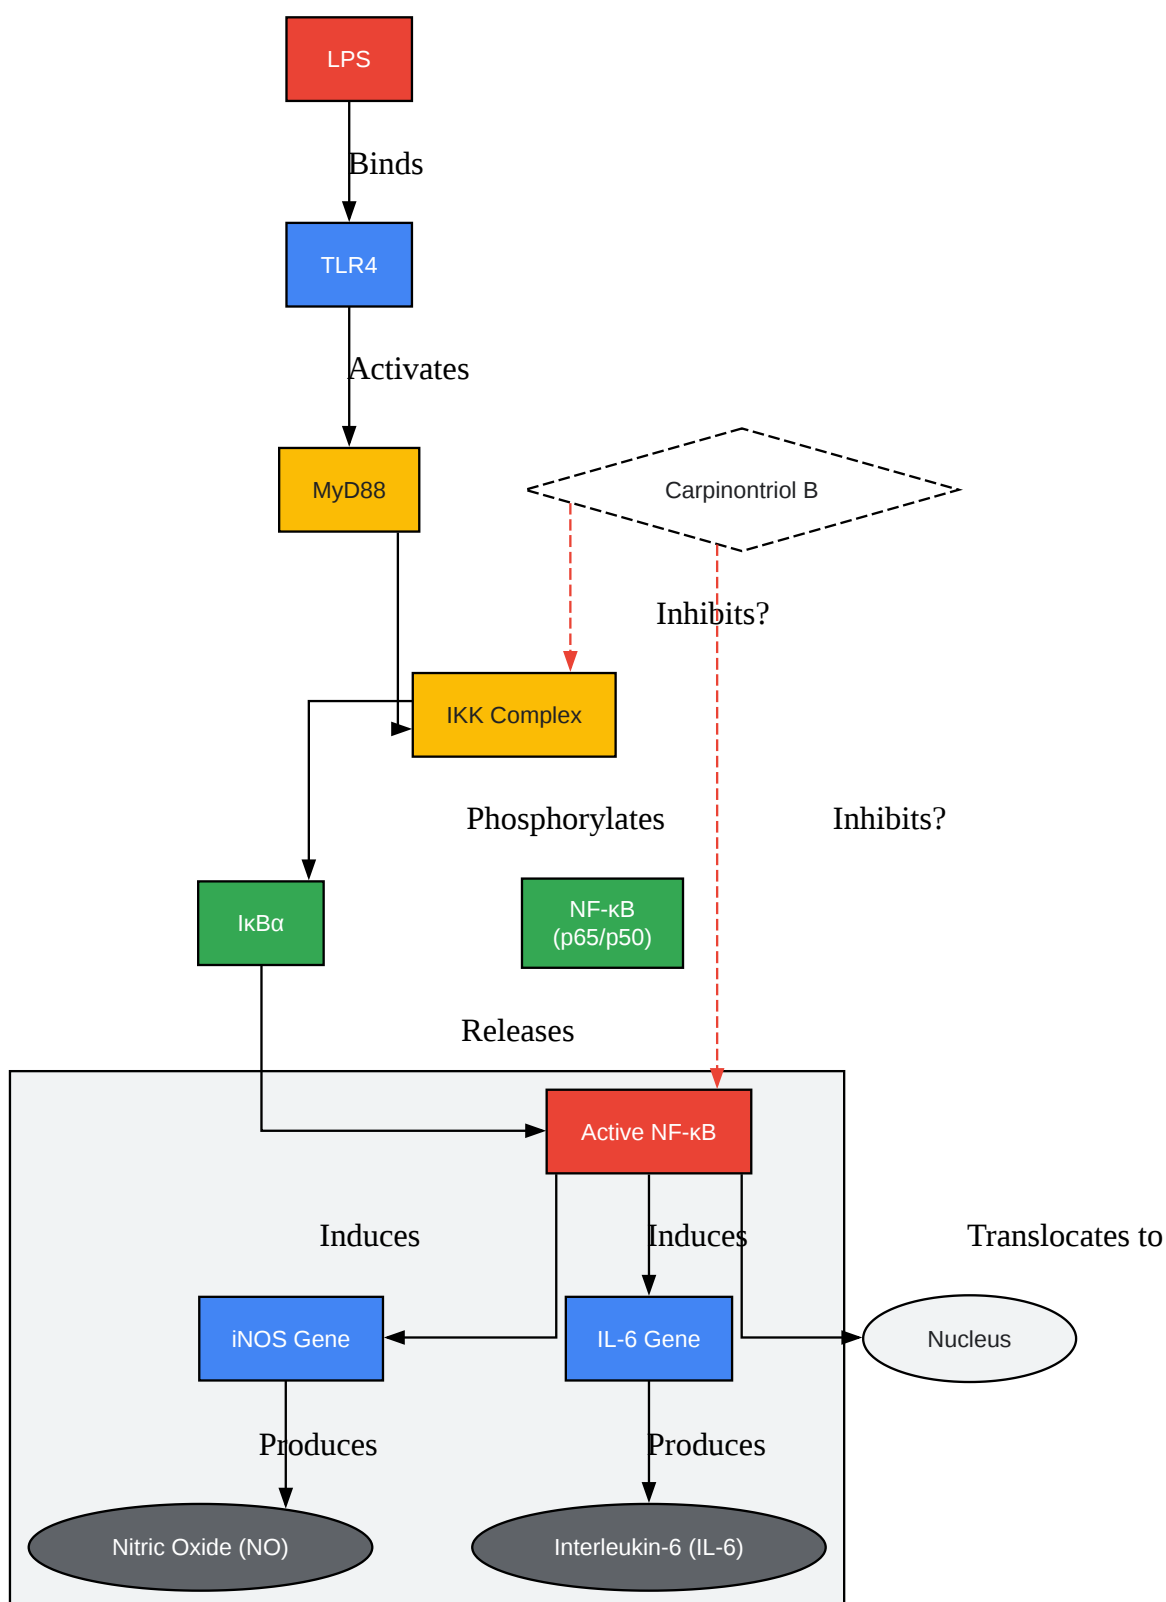 LPS
Binds
TLR4
Activates
MyD88
Carpinontriol B
Inhibits?
IKK Complex
Phosphorylates
Inhibits?
IκBα
NF-κB
(p65/p50)
Releases
Active NF-κB
Induces
Induces
Translocates to
iNOS Gene
IL-6 Gene
Nucleus
Produces
Produces
Nitric Oxide (NO)
Interleukin-6 (IL-6)